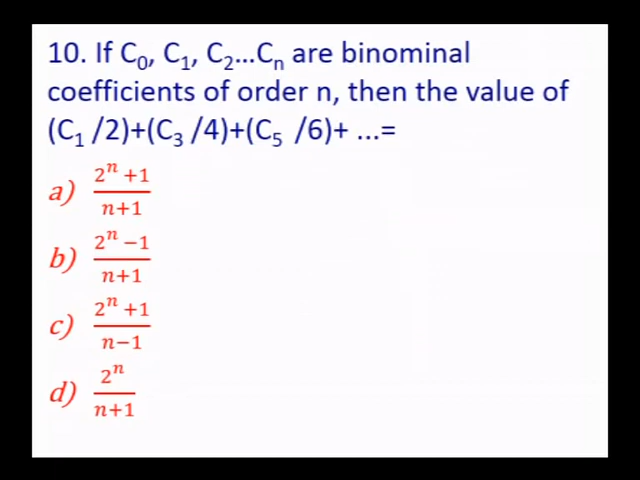 10. If C₀, C₁, C₂...Cₙ are binominal
coefficients of order n, then the value of
(C₁ /2)+(C₃ /4)+(C₅ /6)+ ...=
a) (2ⁿ +1)/(n+1)
b) (2ⁿ −1)/(n+1)
c) (2ⁿ +1)/(n−1)
d) 2ⁿ/(n+1)